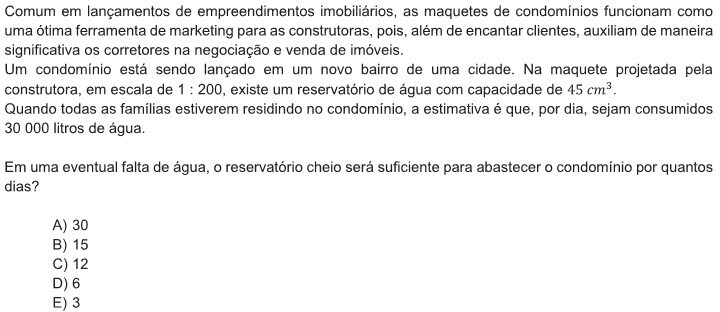 Comum em lançamentos de empreendimentos imobiliários, as maquetes de condomínios funcionam como
uma ótima ferramenta de marketing para as construtoras, pois, além de encantar clientes, auxiliam de maneira
significativa os corretores na negociação e venda de imóveis.
Um condomínio está sendo lançado em um novo bairro de uma cidade. Na maquete projetada pela
construtora, em escala de 1 : 200, existe um reservatório de água com capacidade de 45 cm³.
Quando todas as famílias estiverem residindo no condomínio, a estimativa é que, por dia, sejam consumidos
30 000 litros de água.
Em uma eventual falta de água, o reservatório cheio será suficiente para abastecer o condomínio por quantos
dias?
A) 30
B) 15
C) 12
D) 6
E) 3